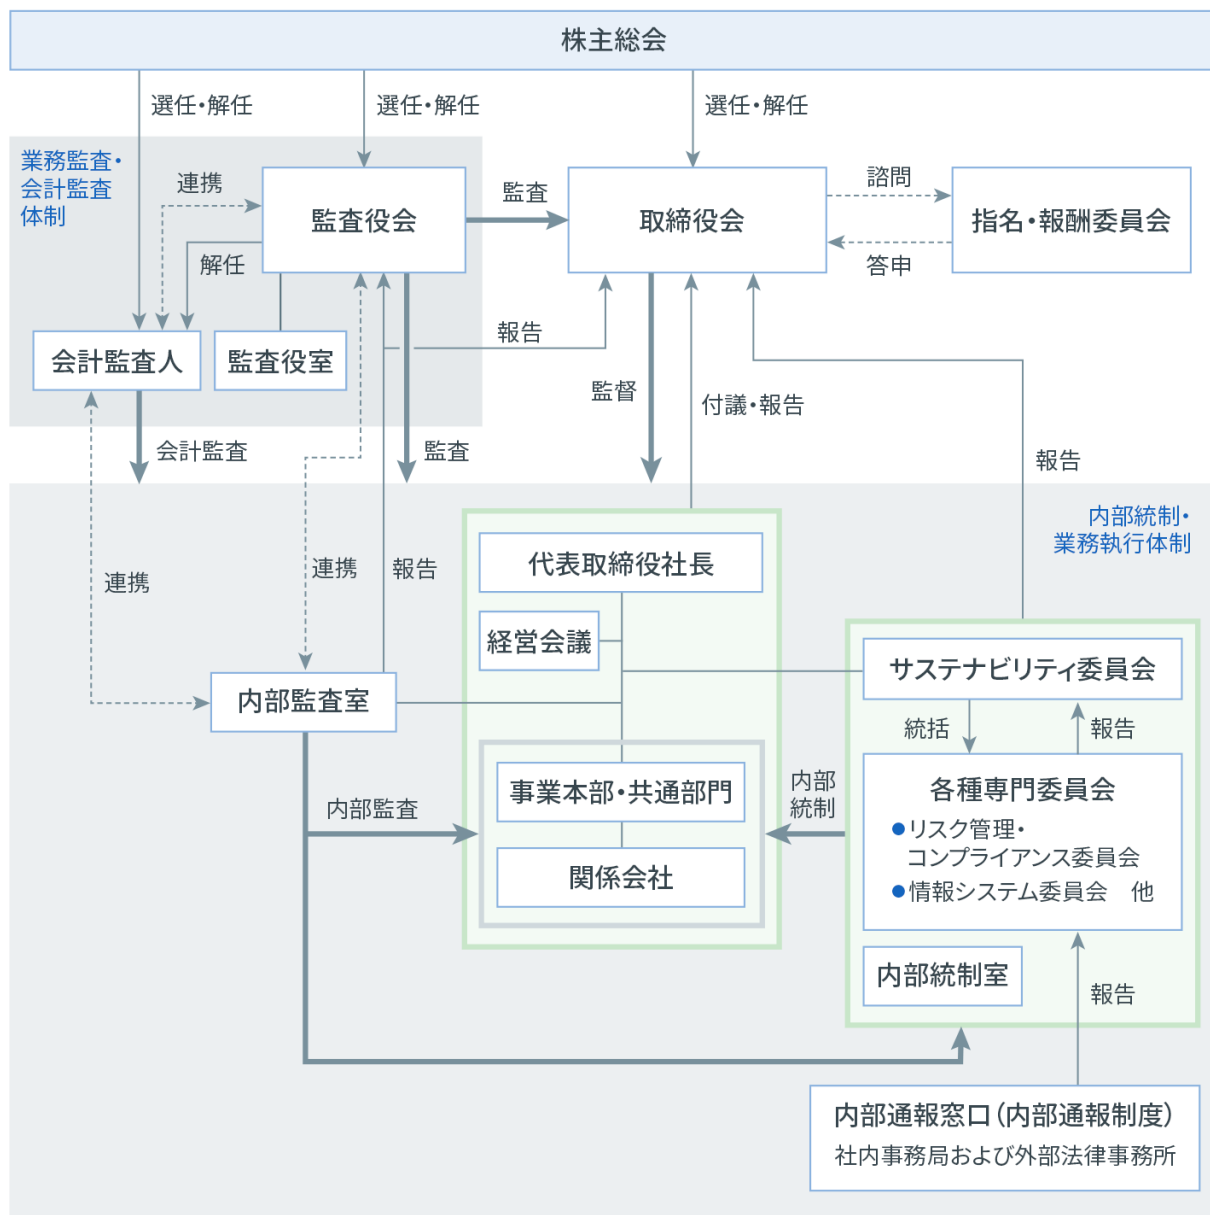 株主総会
選任・解任
選任・解任
選任・解任
業務監査・
会計監査
体制
連携
監査役会
監査
取締役会
諮問
答申
指名・報酬委員会
解任
会計監査人
監査役室
報告
監督
付議・報告
会計監査
監査
報告
内部統制・
業務執行体制
連携
連携
報告
代表取締役社長
経営会議
内部監査室
サステナビリティ委員会
統括
報告
内部監査
事業本部・共通部門
関係会社
内部
統制
各種専門委員会
●リスク管理・
コンプライアンス委員会
●情報システム委員会　他
内部統制室
報告
内部通報窓口（内部通報制度）
社内事務局および外部法律事務所